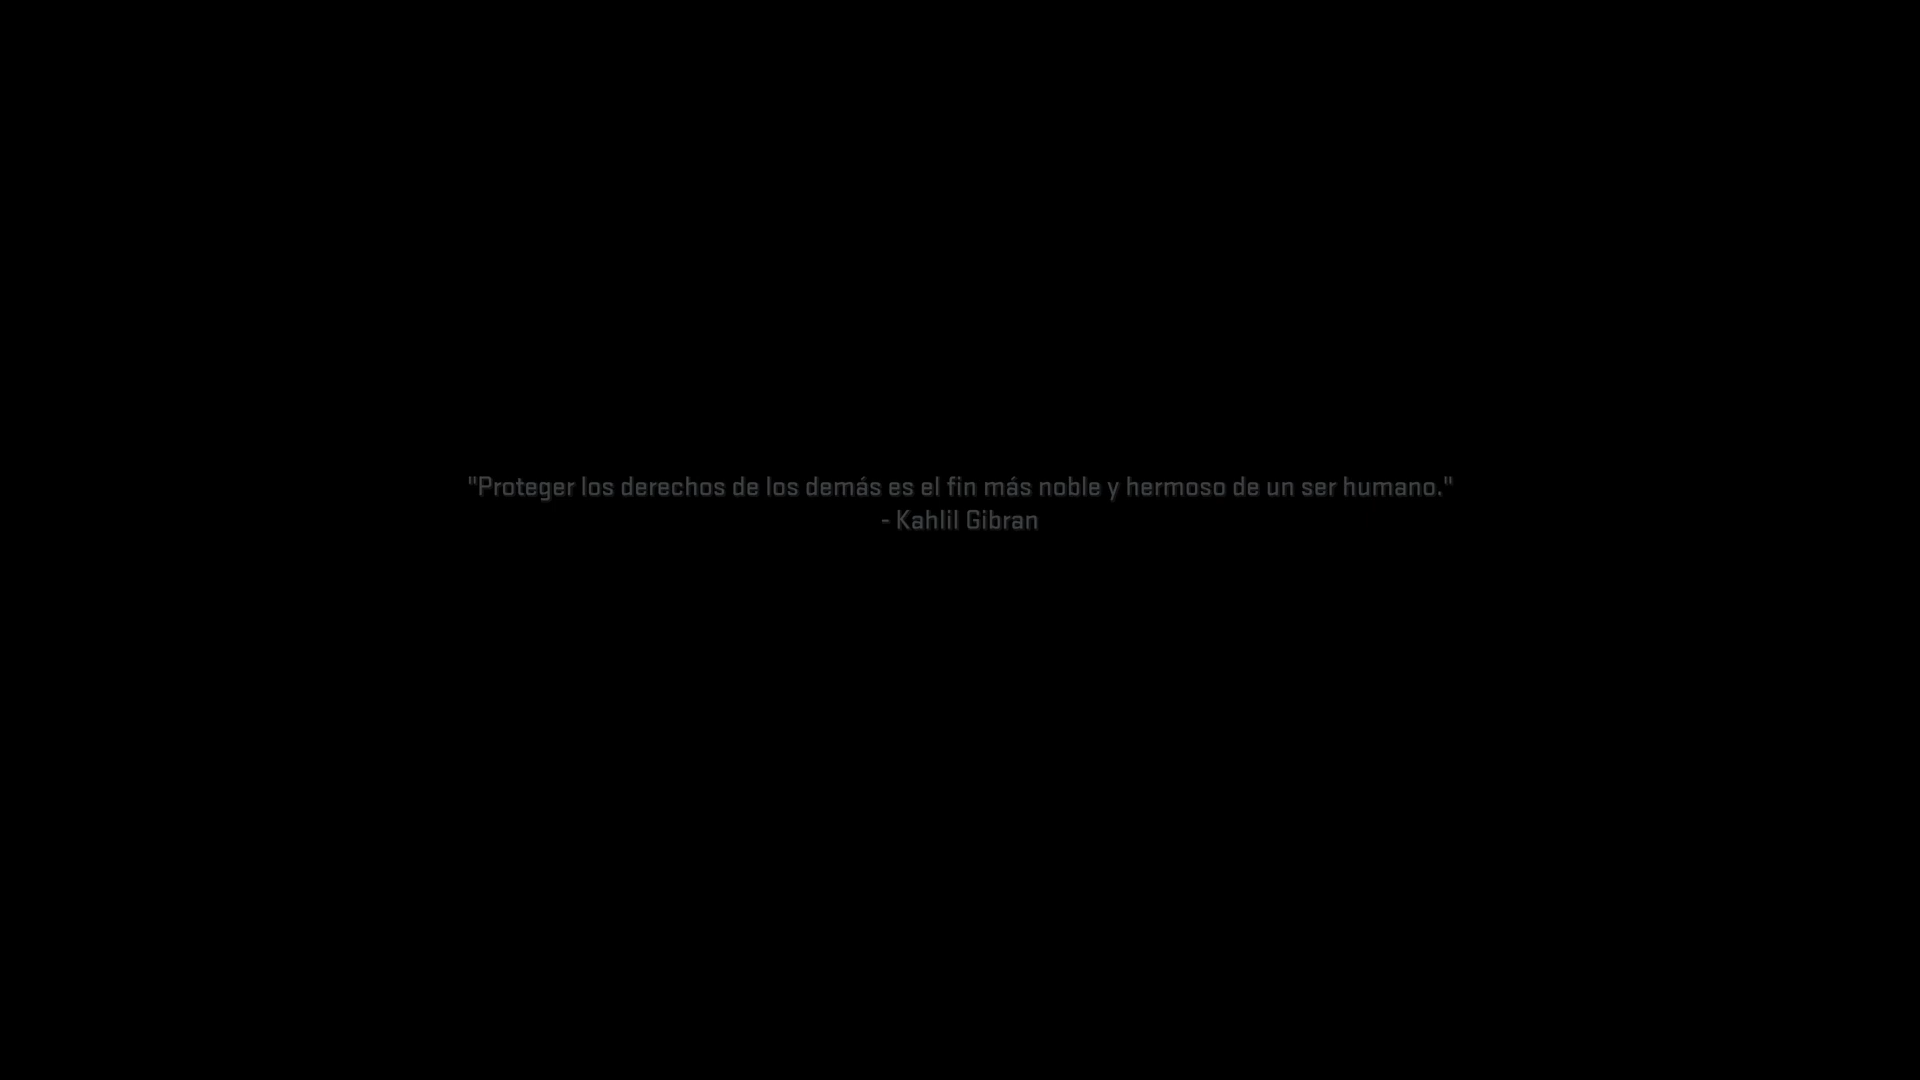 "Proteger los derechos de los demás es el fin más noble y hermoso de un ser humano."
- Kahlil Gibran